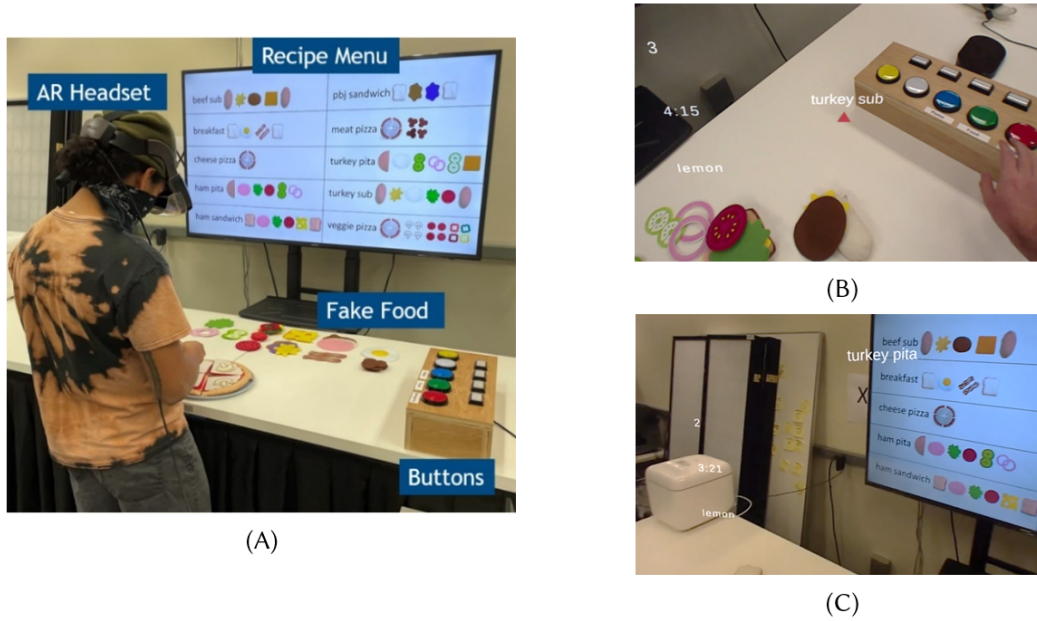 AR Headset
Recipe Menu
beef sub
pbj sandwich
breakfast
meat pizza
cheese pizza
turkey pita
ham pita
turkey sub
ham sandwich
veggie pizza
Fake Food
Buttons
(A)
3
4:15
turkey sub
lemon
(B)
beef sub
turkey pita
breakfast
X
cheese pizza
2
ham pita
3:21
ham sandwich
lemon
(C)